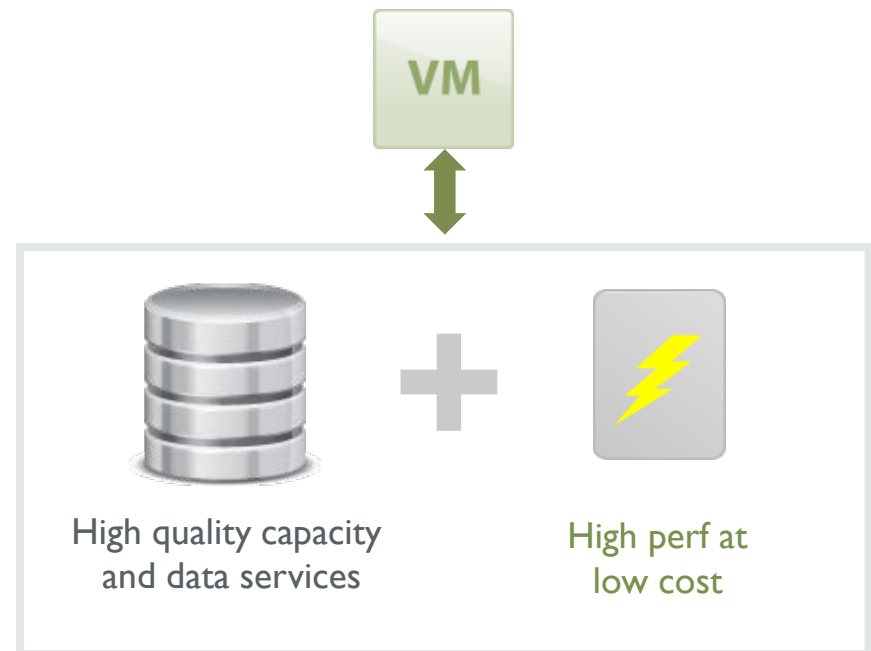 VM
High quality capacity
and data services
High perf at
low cost